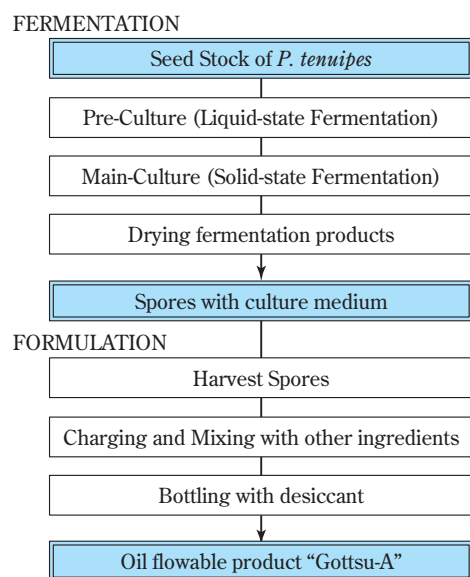 FERMENTATION
Seed Stock of P. tenuipes
Pre-Culture (Liquid-state Fermentation)
Main-Culture (Solid-state Fermentation)
Drying fermentation products
Spores with culture medium
FORMULATION
Harvest Spores
Charging and Mixing with other ingredients
Bottling with desiccant
Oil flowable product “Gottsu-A”